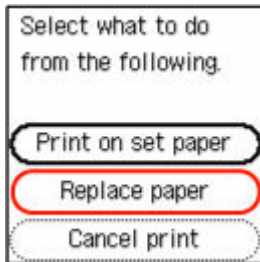 Select what to do
from the following.
Print on set paper
Replace paper
Cancel print